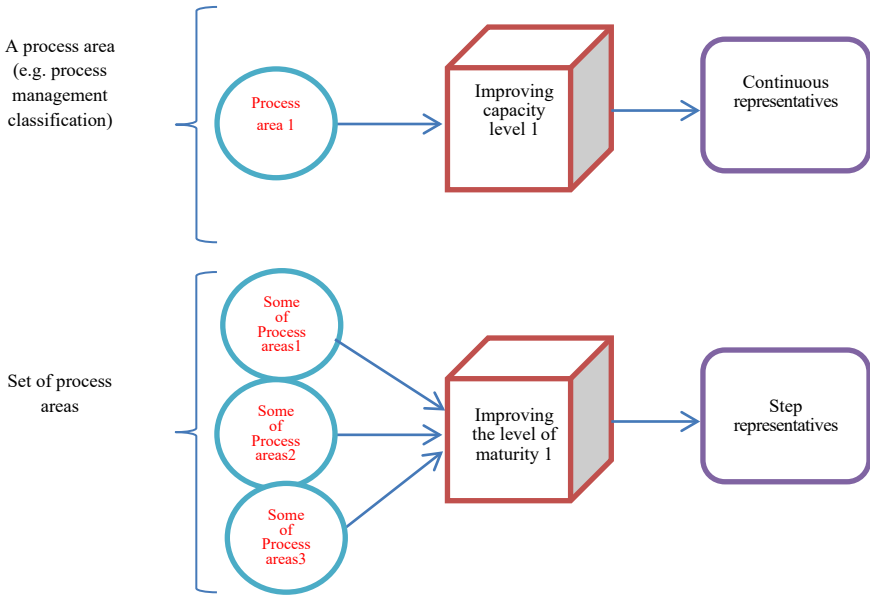 A process area
(e.g. process
management
classification)
Process
area 1
Improving
capacity
level 1
Continuous
representatives
Set of process
areas
Some
of
Process
areas1
Some
of
Process
areas2
Some
of
Process
areas3
Improving
the level of
maturity 1
Step
representatives